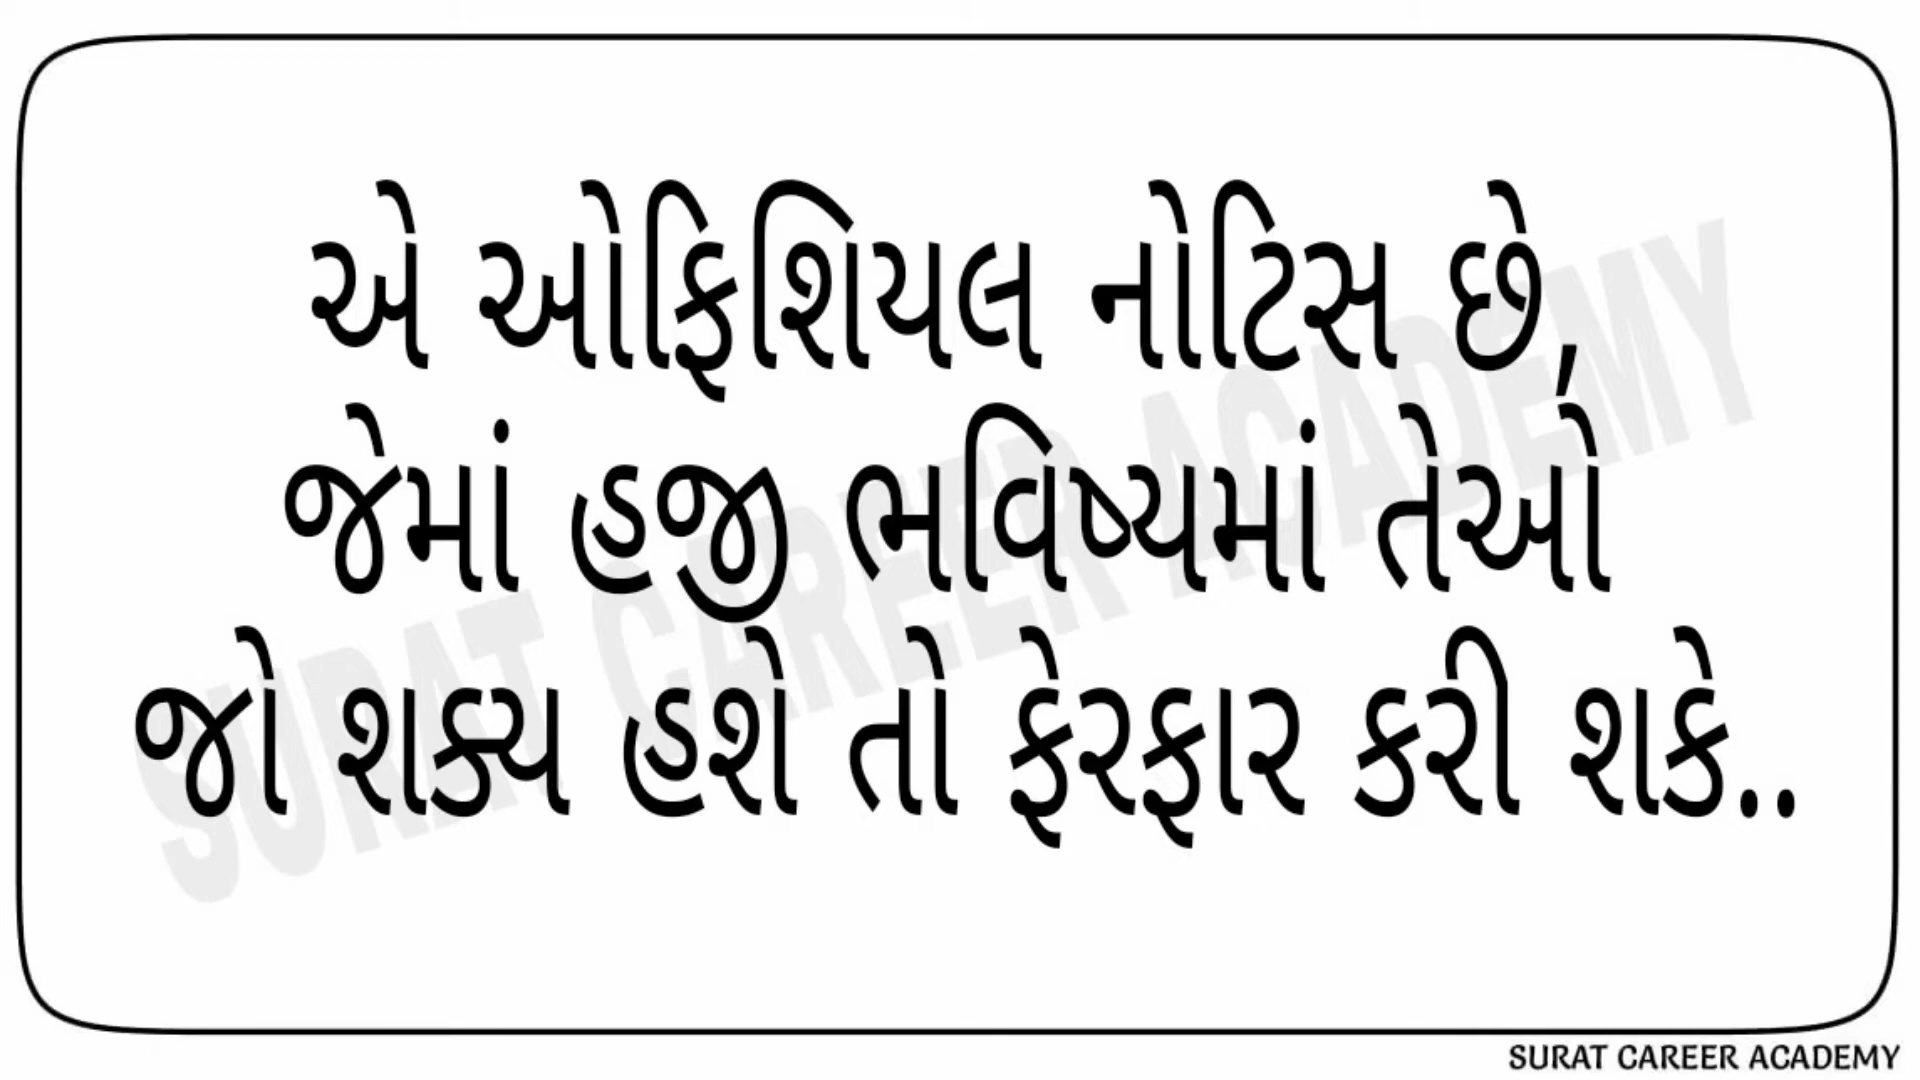 એ ઓફિશિયલ નોટિસ છે,
જેમાં હજી ભવિષ્યમાં તેઓ
જો શક્ય હશે તો ફેરફાર કરી શકે..
SURAT CAREER ACADEMY
SURAT CAREER ACADEMY